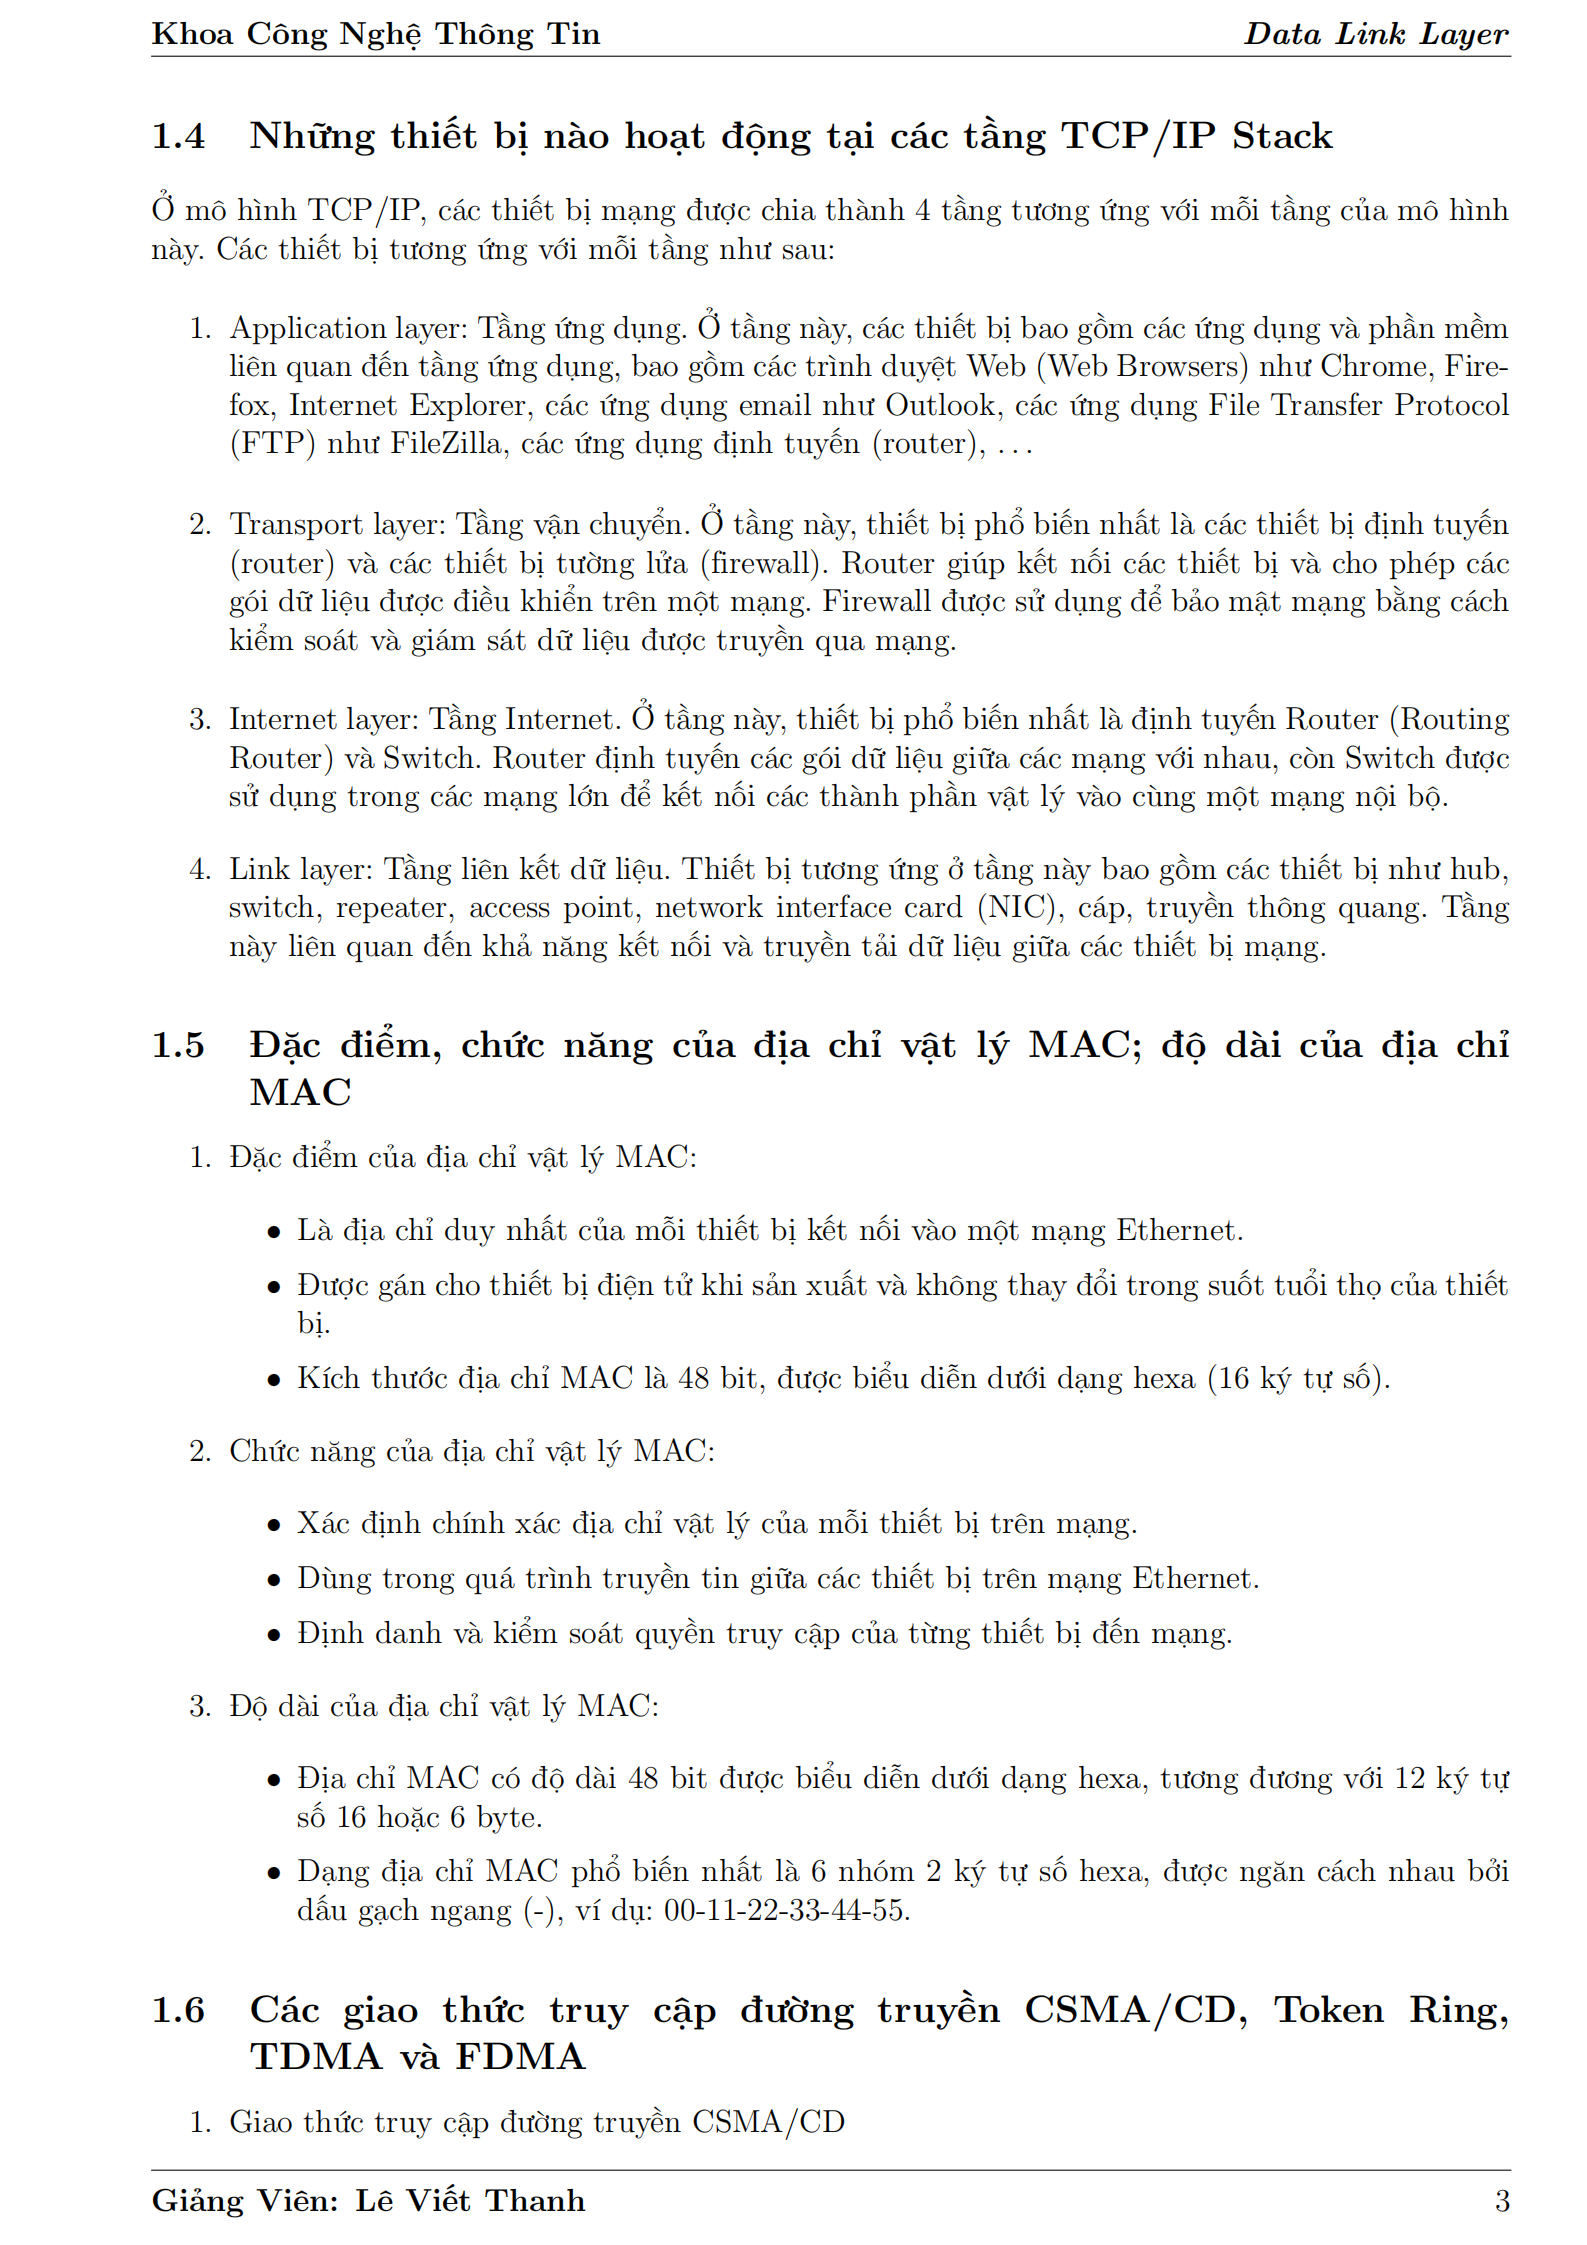 Khoa Công Nghệ Thông Tin Data Link Layer
1.4 Những thiết bị nào hoạt động tại các tầng TCP/IP Stack
Ở mô hình TCP/IP, các thiết bị mạng được chia thành 4 tầng tương ứng với mỗi tầng của mô hình
này. Các thiết bị tương ứng với mỗi tầng như sau:
1. Application layer: Tầng ứng dụng. Ở tầng này, các thiết bị bao gồm các ứng dụng và phần mềm
liên quan đến tầng ứng dụng, bao gồm các trình duyệt Web (Web Browsers) như Chrome, Fire-
fox, Internet Explorer, các ứng dụng email như Outlook, các ứng dụng File Transfer Protocol
(FTP) như FileZilla, các ứng dụng định tuyến (router), ...
2. Transport layer: Tầng vận chuyển. Ở tầng này, thiết bị phổ biến nhất là các thiết bị định tuyến
(router) và các thiết bị tường lửa (firewall). Router giúp kết nối các thiết bị và cho phép các
gói dữ liệu được điều khiển trên một mạng. Firewall được sử dụng để bảo mật mạng bằng cách
kiểm soát và giám sát dữ liệu được truyền qua mạng.
3. Internet layer: Tầng Internet. Ở tầng này, thiết bị phổ biến nhất là định tuyến Router (Routing
Router) và Switch. Router định tuyến các gói dữ liệu giữa các mạng với nhau, còn Switch được
sử dụng trong các mạng lớn để kết nối các thành phần vật lý vào cùng một mạng nội bộ.
4. Link layer: Tầng liên kết dữ liệu. Thiết bị tương ứng ở tầng này bao gồm các thiết bị như hub,
switch, repeater, access point, network interface card (NIC), cáp, truyền thông quang. Tầng
này liên quan đến khả năng kết nối và truyền tải dữ liệu giữa các thiết bị mạng.
1.5 Đặc điểm, chức năng của địa chỉ vật lý MAC; độ dài của địa chỉ
MAC
1. Đặc điểm của địa chỉ vật lý MAC:
• Là địa chỉ duy nhất của mỗi thiết bị kết nối vào một mạng Ethernet.
• Được gán cho thiết bị điện tử khi sản xuất và không thay đổi trong suốt tuổi thọ của thiết
bị.
• Kích thước địa chỉ MAC là 48 bit, được biểu diễn dưới dạng hexa (16 ký tự số).
2. Chức năng của địa chỉ vật lý MAC:
• Xác định chính xác địa chỉ vật lý của mỗi thiết bị trên mạng.
• Dùng trong quá trình truyền tin giữa các thiết bị trên mạng Ethernet.
• Định danh và kiểm soát quyền truy cập của từng thiết bị đến mạng.
3. Độ dài của địa chỉ vật lý MAC:
• Địa chỉ MAC có độ dài 48 bit được biểu diễn dưới dạng hexa, tương đương với 12 ký tự
số 16 hoặc 6 byte.
• Dạng địa chỉ MAC phổ biến nhất là 6 nhóm 2 ký tự số hexa, được ngăn cách nhau bởi
dấu gạch ngang (-), ví dụ: 00-11-22-33-44-55.
1.6 Các giao thức truy cập đường truyền CSMA/CD, Token Ring,
TDMA và FDMA
1. Giao thức truy cập đường truyền CSMA/CD
Giảng Viên: Lê Viết Thanh 3